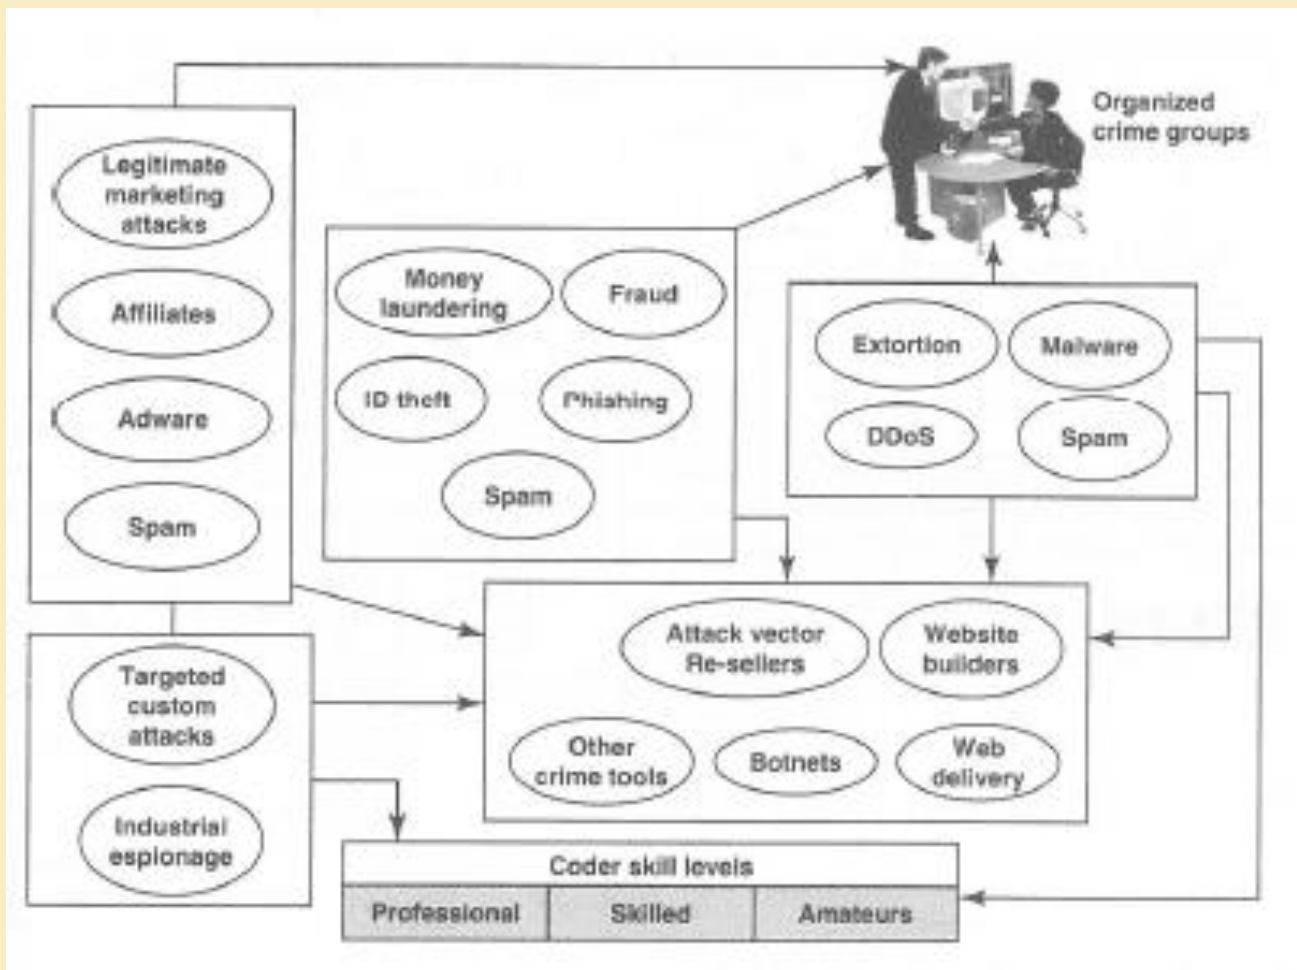 Organized
crime groups
Legitimate
marketing
attacks
Affiliates
Adware
Spam
Money
laundering
Fraud
ID theft
Phishing
Spam
Extortion
Malware
DDoS
Spam
Targeted
custom
attacks
Industrial
espionage
Attack vector
Re-sellers
Website
builders
Other
crime tools
Botnets
Web
delivery
Coder skill levels
Professional
Skilled
Amateurs